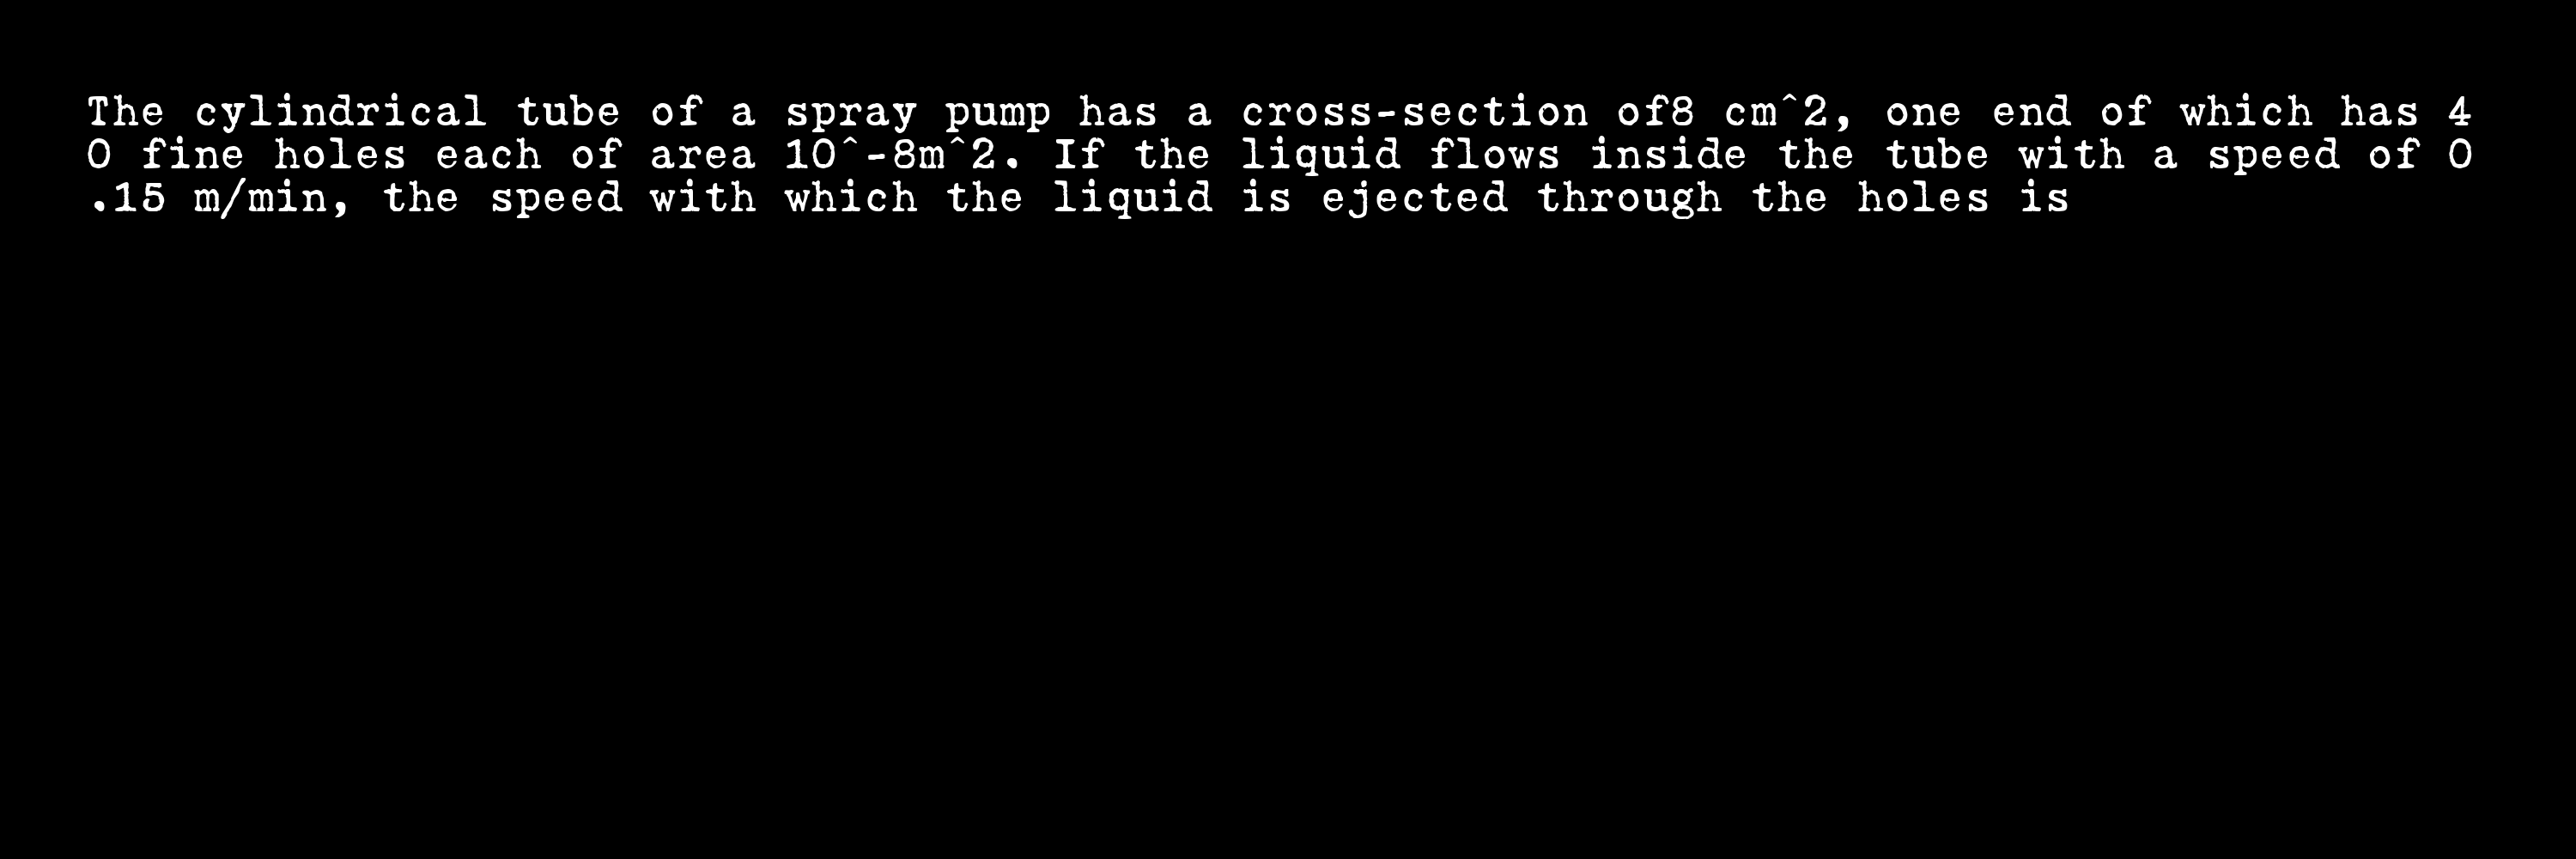 The cylindrical tube of a spray pump has a cross-section of8 cm^2, one end of which has 4
0 fine holes each of area 10^-8m^2. If the liquid flows inside the tube with a speed of 0
.15 m/min, the speed with which the liquid is ejected through the holes is